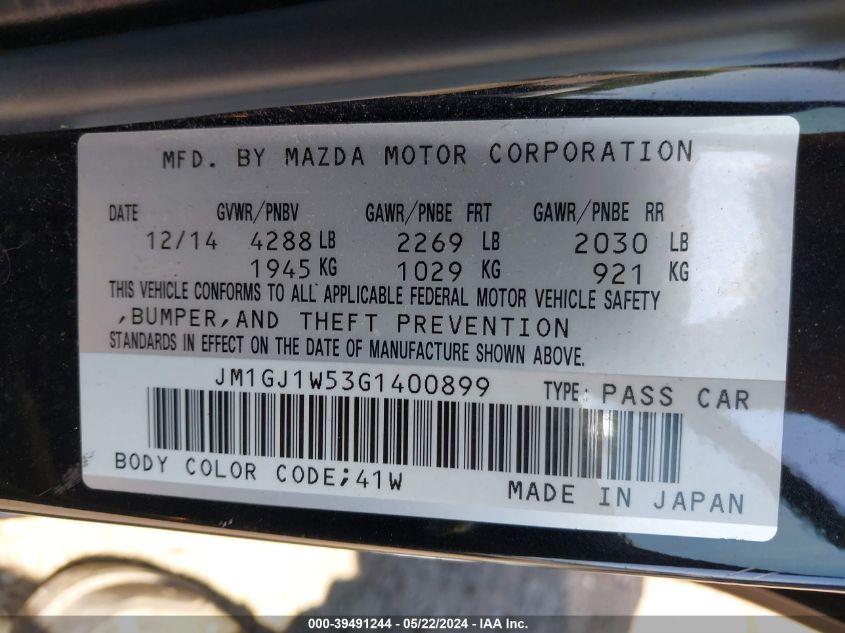 MFD. BY MAZDA MOTOR CORPORATION
DATE GVWR/PNBV GAWR/PNBE FRT GAWR/PNBE RR
12/14 4288 LB 2269 LB 2030 LB
1945 KG 1029 KG 921 KG
THIS VEHICLE CONFORMS TO ALL APPLICABLE FEDERAL MOTOR VEHICLE SAFETY
,BUMPER,AND THEFT PREVENTION
STANDARDS IN EFFECT ON THE DATE OF MANUFACTURE SHOWN ABOVE.
JM1GJ1W53G1400899 TYPE: PASS CAR
BODY COLOR CODE;41W
MADE IN JAPAN
000-39491244 - 05/22/2024 - IAA Inc.